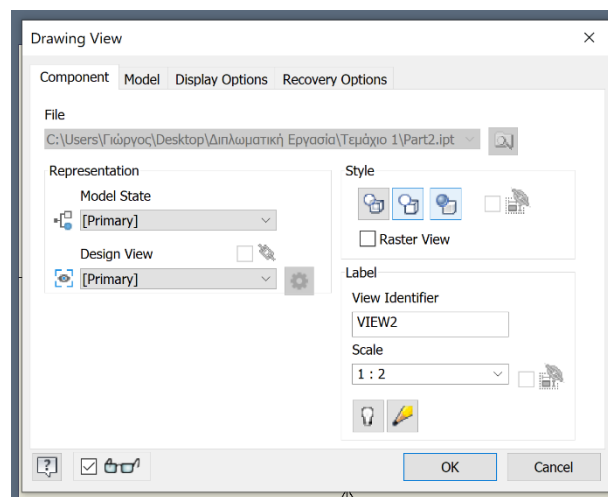 Drawing View
Component Model Display Options Recovery Options
File
C:\Users\Γιώργος\Desktop\Διπλωματική Εργασία\Τεμάχιο 1\Part2.ipt
Representation
Model State
[Primary]
Design View
[Primary]
Style
Raster View
Label
View Identifier
VIEW2
Scale
1 : 2
OK Cancel